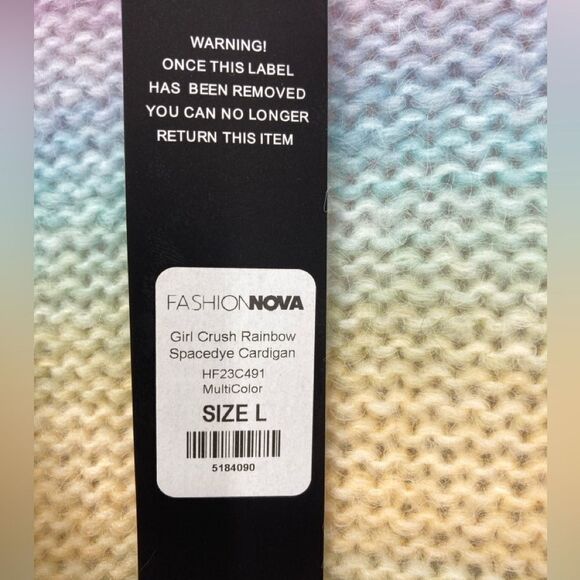 WARNING!
ONCE THIS LABEL
HAS BEEN REMOVED
YOU CAN NO LONGER
RETURN THIS ITEM
FASHIONNOVA
Girl Crush Rainbow
Spacedye Cardigan
HF23C491
MultiColor
SIZE L
5184090